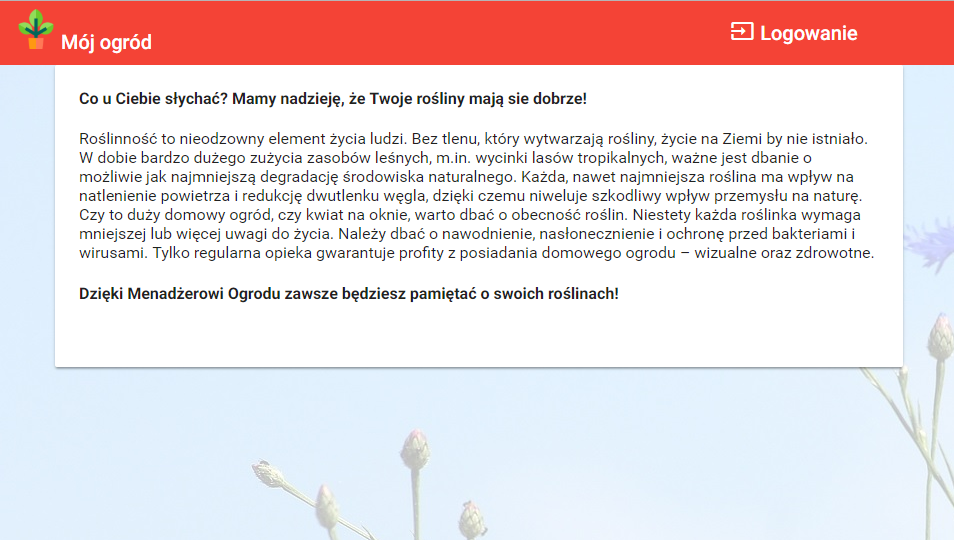 Mój ogród
Logowanie
Co u Ciebie słychać? Mamy nadzieję, że Twoje rośliny mają sie dobrze!
Roślinność to nieodzowny element życia ludzi. Bez tlenu, który wytwarzają rośliny, życie na Ziemi by nie istniało.
W dobie bardzo dużego zużycia zasobów leśnych, m.in. wycinki lasów tropikalnych, ważne jest dbanie o
możliwie jak najmniejszą degradację środowiska naturalnego. Każda, nawet najmniejsza roślina ma wpływ na
natlenienie powietrza i redukcję dwutlenku węgla, dzięki czemu niweluje szkodliwy wpływ przemysłu na naturę.
Czy to duży domowy ogród, czy kwiat na oknie, warto dbać o obecność roślin. Niestety każda roślinka wymaga
mniejszej lub więcej uwagi do życia. Należy dbać o nawodnienie, nasłonecznienie i ochronę przed bakteriami i
wirusami. Tylko regularna opieka gwarantuje profity z posiadania domowego ogrodu – wizualne oraz zdrowotne.
Dzięki Menadżerowi Ogrodu zawsze będziesz pamiętać o swoich roślinach!